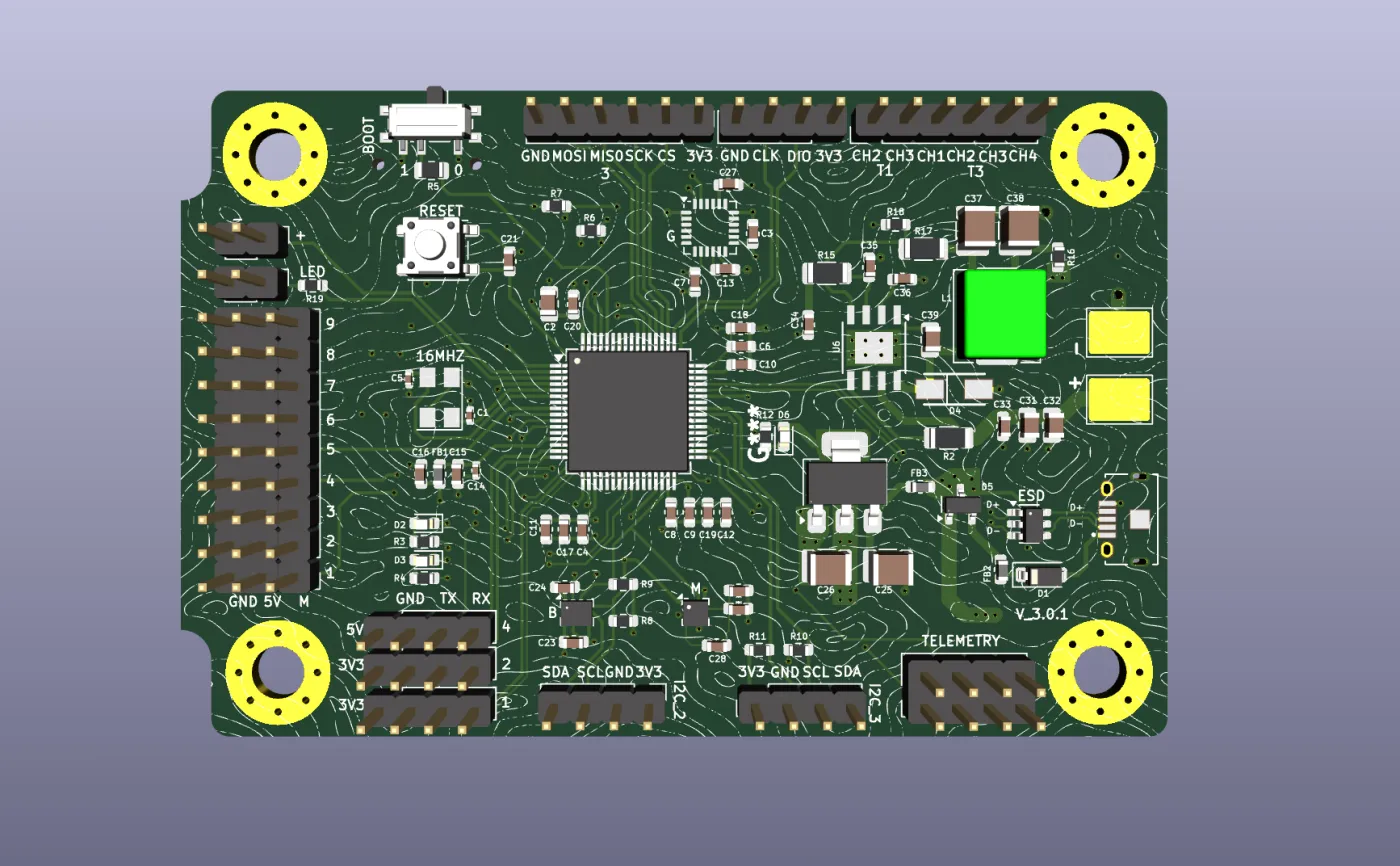 BOOT
1 0
R5
GND MOSI MISO SCK CS 3V3
3
GND CLK DIO 3V3
CH2 CH3 CH1 CH2 CH3 CH4
T1 T3
RESET
C27
R7
R6
G
C3
C21
C7
C13
C37 C38
R18
R17
R16
C35
R15
C36
L1
- +
LED
R19
C2 C20
C18
C6
C10
C34
U6
C39
9
8
7
6
5
4
3
2
1
GND 5V M
16MHZ
C5
C1
-
+
D4
C33 C31 C32
R12 D6
G***
R2
C16 FB1 C15
C14
FB3
D5
ESD
D+
D-
D+
D-
D2
R3
D3
R4
C11
C17 C4
C8 C9 C19 C12
C26 C25
FB2
D1
V_3.0.1
C24
B
R9
R8
C23
M
C28
R11 R10
GND TX RX
5V 4
3V3 2
3V3 1
SDA SCL GND 3V3
I2C_2
3V3 GND SCL SDA
I2C_3
TELEMETRY